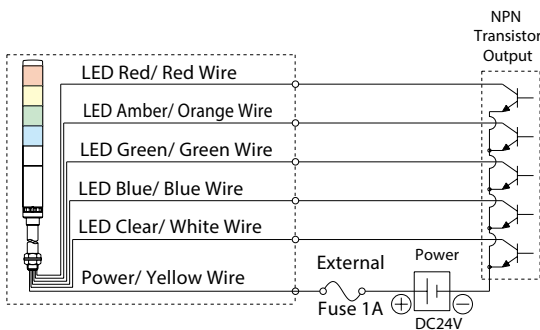 NPN
Transistor
Output
LED Red/ Red Wire
LED Amber/ Orange Wire
LED Green/ Green Wire
LED Blue/ Blue Wire
LED Clear/ White Wire
Power/ Yellow Wire
External
Fuse 1A
Power
+
−
DC24V